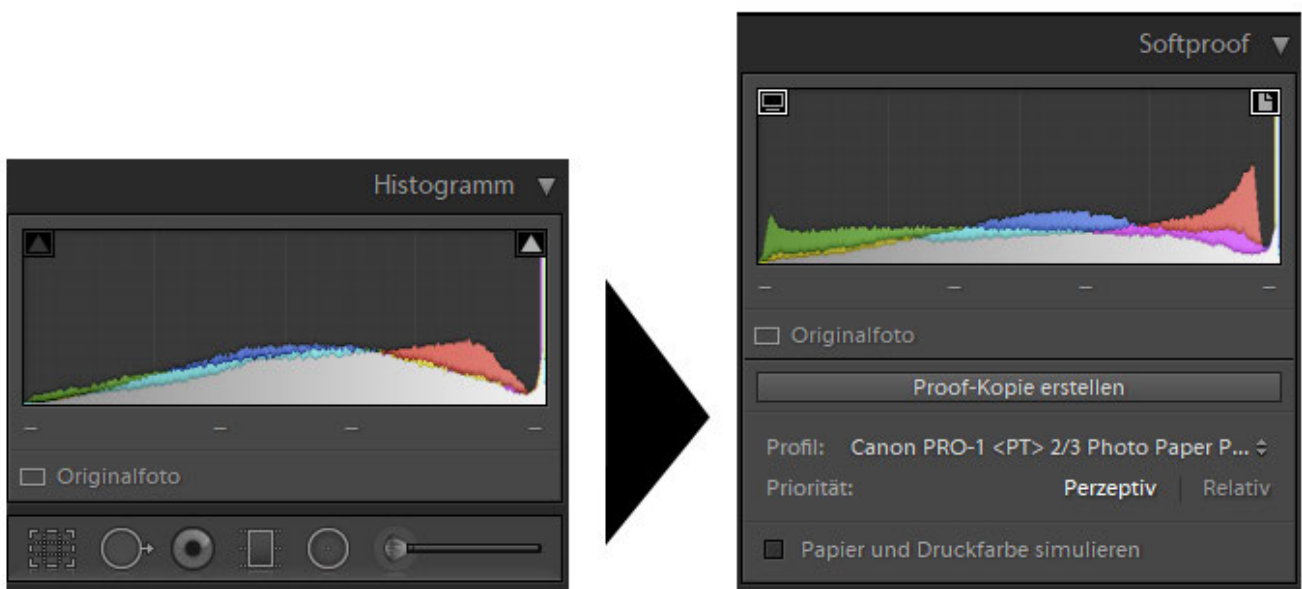 Histogramm
Originalfoto
Softproof
Originalfoto
Proof-Kopie erstellen
Profil: Canon PRO-1 <PT> 2/3 Photo Paper P...
Priorität: Perzeptiv Relativ
Papier und Druckfarbe simulieren